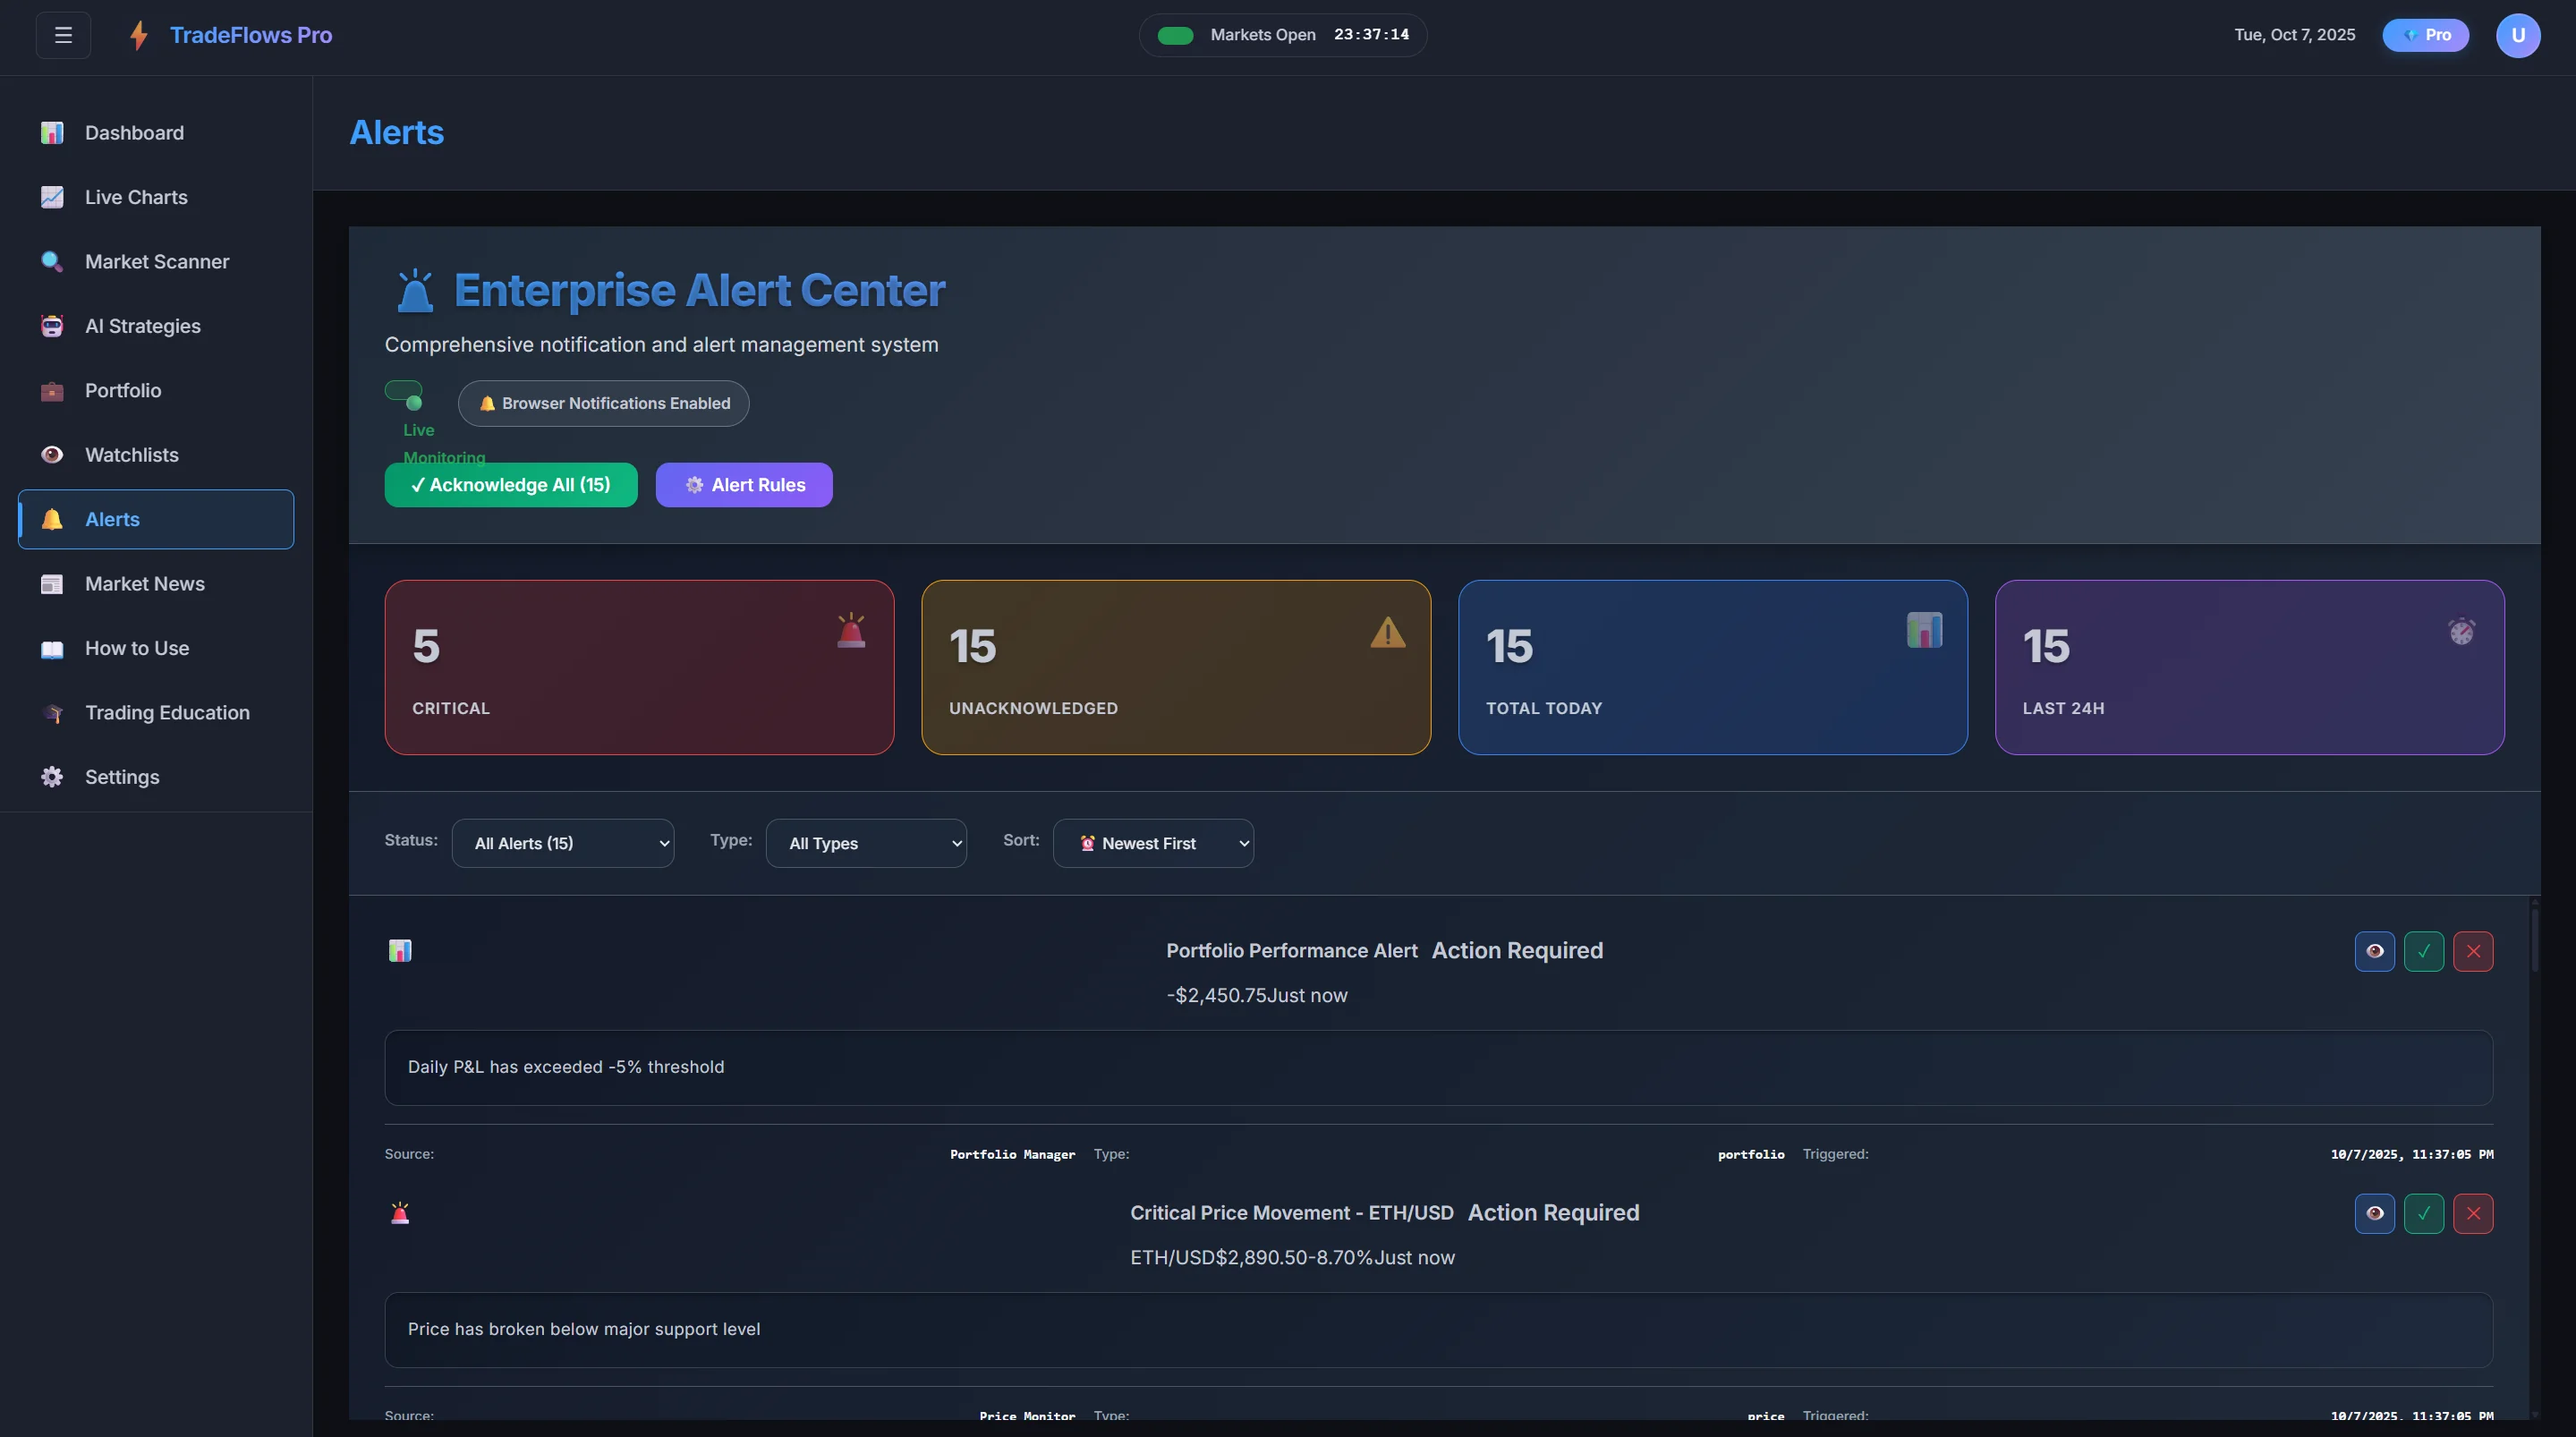 TradeFlows Pro
Markets Open 23:37:14
Tue, Oct 7, 2025
Pro
U
Dashboard
Live Charts
Market Scanner
AI Strategies
Portfolio
Watchlists
Alerts
Market News
How to Use
Trading Education
Settings
Alerts
Enterprise Alert Center
Comprehensive notification and alert management system
Live
Monitoring
Browser Notifications Enabled
✓ Acknowledge All (15)
Alert Rules
5
CRITICAL
15
UNACKNOWLEDGED
15
TOTAL TODAY
15
LAST 24H
Status: All Alerts (15) Type: All Types Sort: Newest First
Portfolio Performance Alert Action Required
-$2,450.75Just now
Daily P&L has exceeded -5% threshold
Source: Portfolio Manager Type: portfolio Triggered: 10/7/2025, 11:37:05 PM
Critical Price Movement - ETH/USD Action Required
ETH/USD$2,890.50-8.70%Just now
Price has broken below major support level
Source: Price Monitor Type: price Triggered: 10/7/2025, 11:37:05 PM